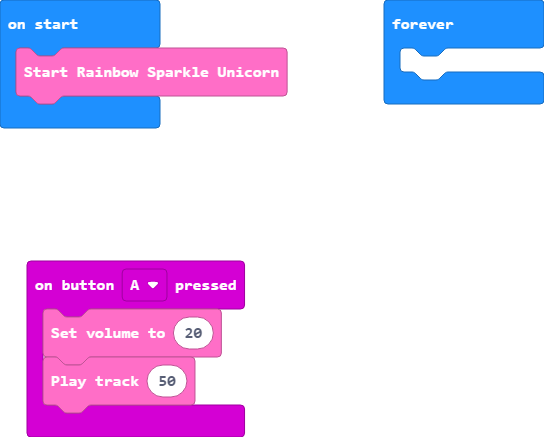 on start
forever
Start Rainbow Sparkle Unicorn
on button A pressed
Set volume to 20
Play track 50